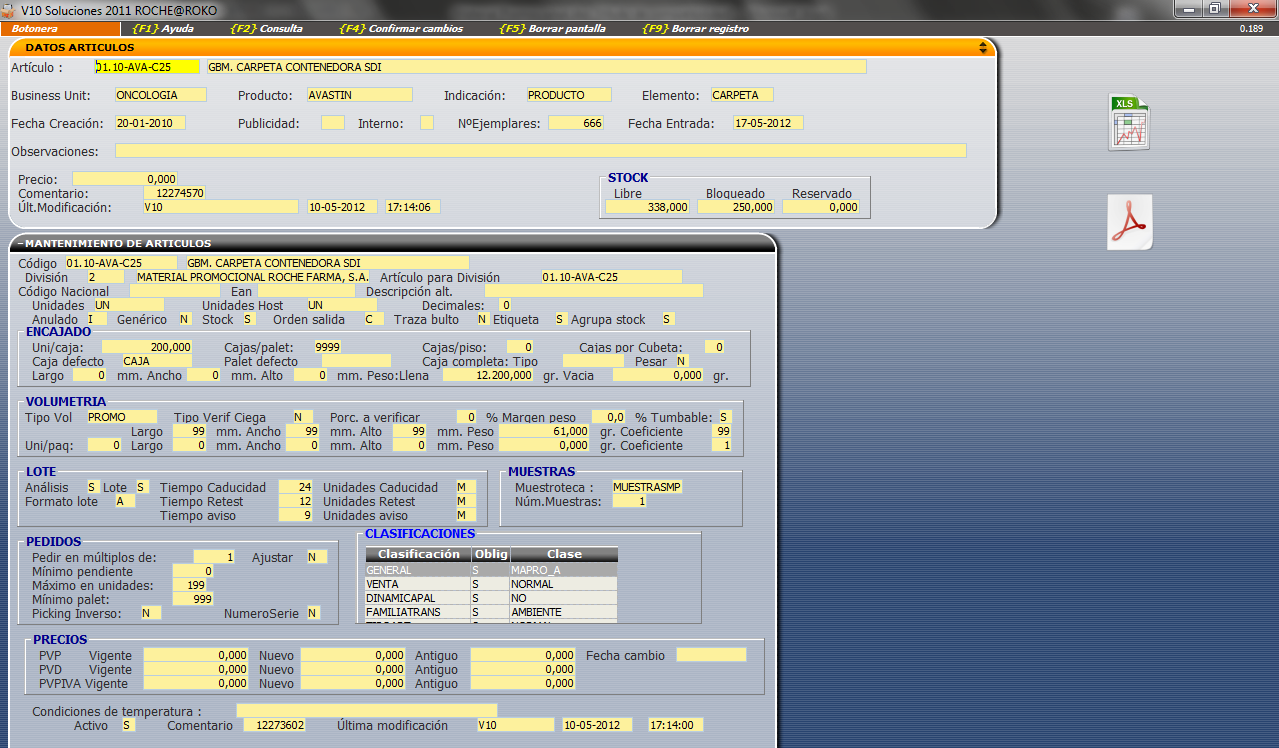 V10 Soluciones 2011 ROCHE@ROKO
Botonera {F1} Ayuda {F2} Consulta {F4} Confirmar cambios {F5} Borrar pantalla {F9} Borrar registro 0.189
DATOS ARTICULOS
Artículo : 01.10-AVA-C25 GBM. CARPETA CONTENEDORA SDI
Business Unit: ONCOLOGIA Producto: AVASTIN Indicación: PRODUCTO Elemento: CARPETA
Fecha Creación: 20-01-2010 Publicidad: Interno: NºEjemplares: 666 Fecha Entrada: 17-05-2012
Observaciones:
Precio: 0,000
Comentario: 12274570
Últ.Modificación: V10 10-05-2012 17:14:06
STOCK
Libre Bloqueado Reservado
338,000 250,000 0,000
XLS
MANTENIMIENTO DE ARTICULOS
Código 01.10-AVA-C25 GBM. CARPETA CONTENEDORA SDI
División 2 MATERIAL PROMOCIONAL ROCHE FARMA, S.A. Artículo para División 01.10-AVA-C25
Código Nacional Ean Descripción alt.
Unidades UN Unidades Host UN Decimales: 0
Anulado I Genérico N Stock S Orden salida C Traza bulto N Etiqueta S Agrupa stock S
ENCAJADO
Uni/caja: 200,000 Cajas/palet: 9999 Cajas/piso: 0 Cajas por Cubeta: 0
Caja defecto CAJA Palet defecto Caja completa: Tipo Pesar N
Largo 0 mm. Ancho 0 mm. Alto 0 mm. Peso:Llena 12.200,000 gr. Vacia 0,000 gr.
VOLUMETRIA
Tipo Vol PROMO Tipo Verif Ciega N Porc. a verificar 0 % Margen peso 0,0 % Tumbable: S
Largo 99 mm. Ancho 99 mm. Alto 99 mm. Peso 61,000 gr. Coeficiente 99
Uni/paq: 0 Largo 0 mm. Ancho 0 mm. Alto 0 mm. Peso 0,000 gr. Coeficiente 1
LOTE
Análisis S Lote S Tiempo Caducidad 24 Unidades Caducidad M
Formato lote A Tiempo Retest 12 Unidades Retest M
Tiempo aviso 9 Unidades aviso M
MUESTRAS
Muestroteca : MUESTRASMP
Núm.Muestras: 1
PEDIDOS
Pedir en múltiplos de: 1 Ajustar N
Mínimo pendiente 0
Máximo en unidades: 199
Mínimo palet: 999
Picking Inverso: N NumeroSerie N
CLASIFICACIONES
Clasificación Oblig Clase
GENERAL S MAPRO_A
VENTA S NORMAL
DINAMICAPAL S NO
FAMILIATRANS S AMBIENTE
PRECIOS
PVP Vigente 0,000 Nuevo 0,000 Antiguo 0,000 Fecha cambio
PVD Vigente 0,000 Nuevo 0,000 Antiguo 0,000
PVPIVA Vigente 0,000 Nuevo 0,000 Antiguo 0,000
Condiciones de temperatura :
Activo S Comentario 12273602 Última modificación V10 10-05-2012 17:14:00